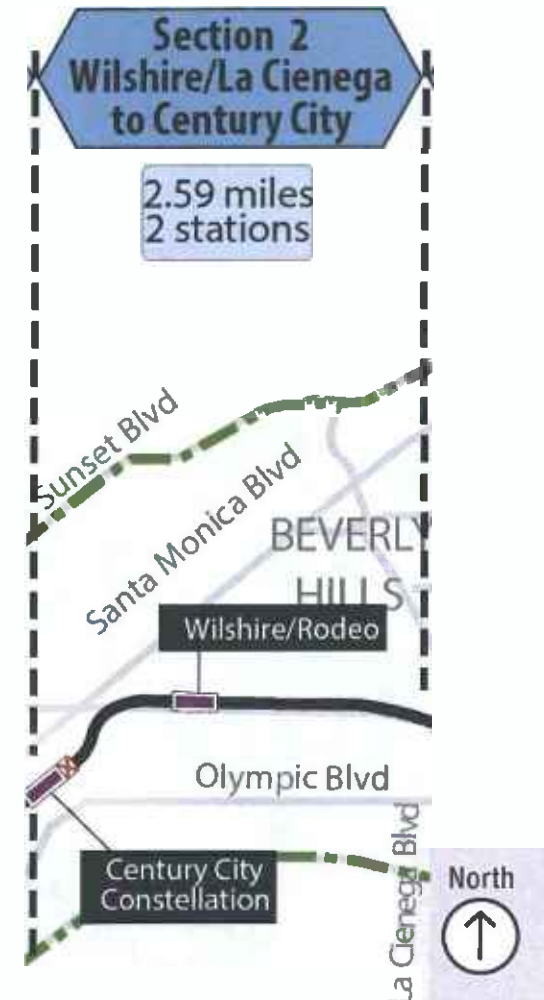 Section 2
Wilshire/La Cienega
to Century City
2.59 miles
2 stations
Sunset Blvd
Santa Monica Blvd
BEVERLY
HILLS
Wilshire/Rodeo
Olympic Blvd
Century City
Constellation
La Cienega Blvd
North